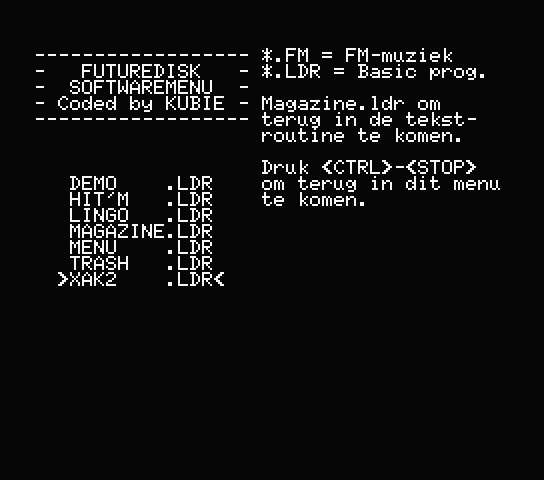 ------------------
-   FUTUREDISK   -
-  SOFTWAREMENU  -
- Coded by KUBIE -
------------------
DEMO    .LDR
HIT'M   .LDR
LINGO   .LDR
MAGAZINE.LDR
MENU    .LDR
TRASH   .LDR
>XAK2    .LDR<
*.FM = FM-muziek
*.LDR = Basic prog.
Magazine.ldr om
terug in de tekst-
routine te komen.
Druk <CTRL>-<STOP>
om terug in dit menu
te komen.